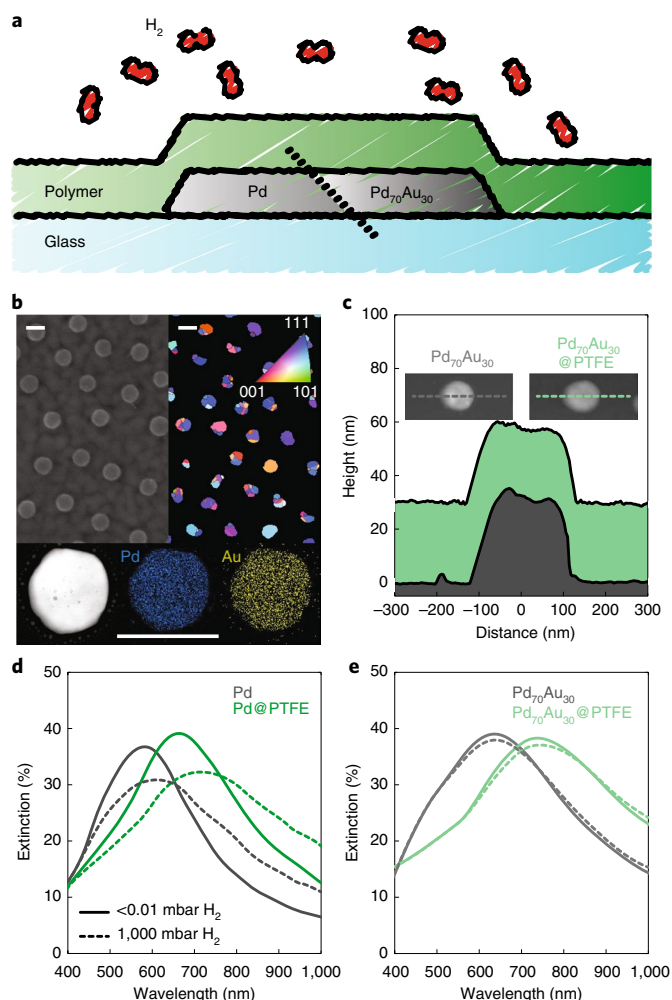 a
H2
Polymer
Pd
Pd70Au30
Glass
b
111
001
101
Pd
Au
c
100
80
60
40
20
0
Height (nm)
Pd70Au30
Pd70Au30
@PTFE
–300
–200
–100
0
100
200
300
Distance (nm)
d
50
40
30
20
10
0
Extinction (%)
Pd
Pd@PTFE
<0.01 mbar H2
1,000 mbar H2
400
500
600
700
800
900
1,000
Wavelength (nm)
e
50
40
30
20
10
0
Extinction (%)
Pd70Au30
Pd70Au30@PTFE
400
500
600
700
800
900
1,000
Wavelength (nm)